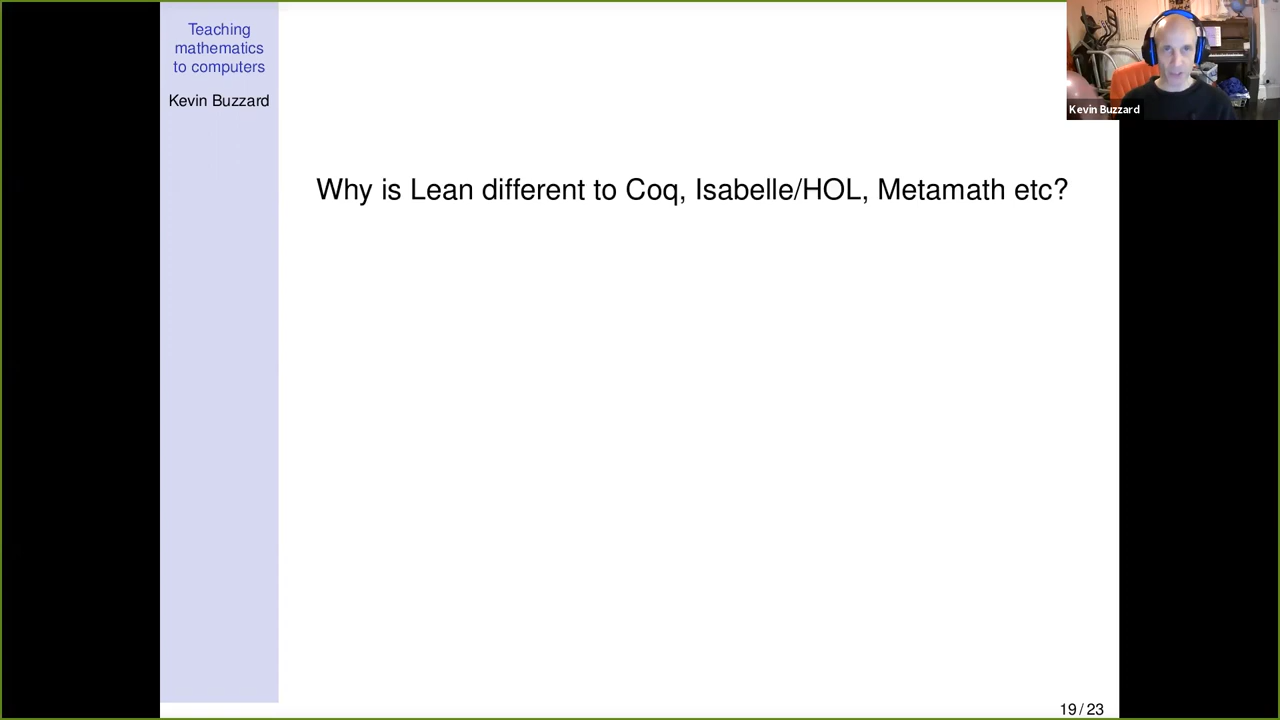 Teaching
mathematics
to computers
Kevin Buzzard
Why is Lean different to Coq, Isabelle/HOL, Metamath etc?
Kevin Buzzard
19 / 23